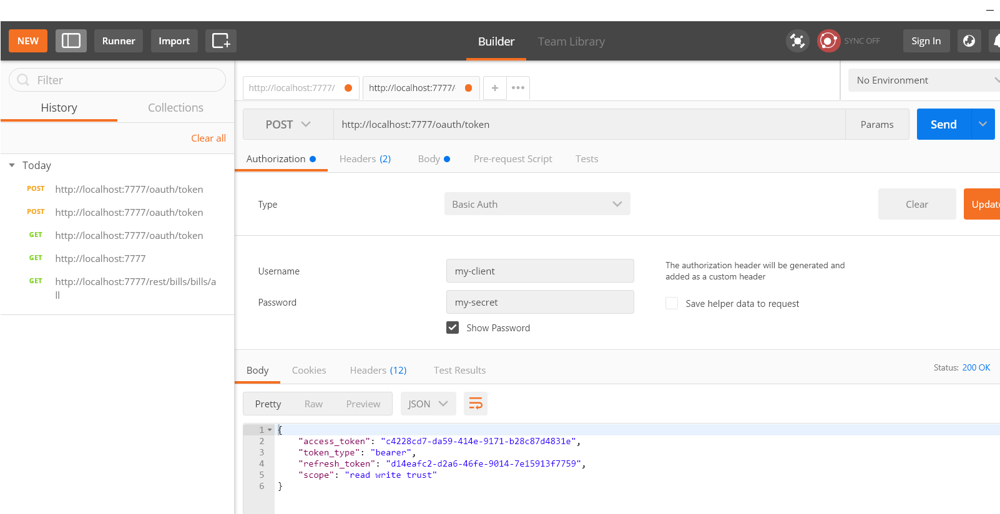 NEW Runner Import Builder Team Library SYNC OFF Sign In
Filter
History Collections
Clear all
Today
POST http://localhost:7777/oauth/token
POST http://localhost:7777/oauth/token
GET http://localhost:7777/oauth/token
GET http://localhost:7777
GET http://localhost:7777/rest/bills/bills/a
ll
http://localhost:7777/ http://localhost:7777/ + •••
No Environment
POST http://localhost:7777/oauth/token Params Send
Authorization Headers (2) Body Pre-request Script Tests
Type Basic Auth Clear Update
Username my-client
The authorization header will be generated and
added as a custom header
Password my-secret
Save helper data to request
Show Password
Body Cookies Headers (12) Test Results Status: 200 OK
Pretty Raw Preview JSON
1 {
2 "access_token": "c4228cd7-da59-414e-9171-b28c87d4831e",
3 "token_type": "bearer",
4 "refresh_token": "d14eafc2-d2a6-46fe-9014-7e15913f7759",
5 "scope": "read write trust"
6 }